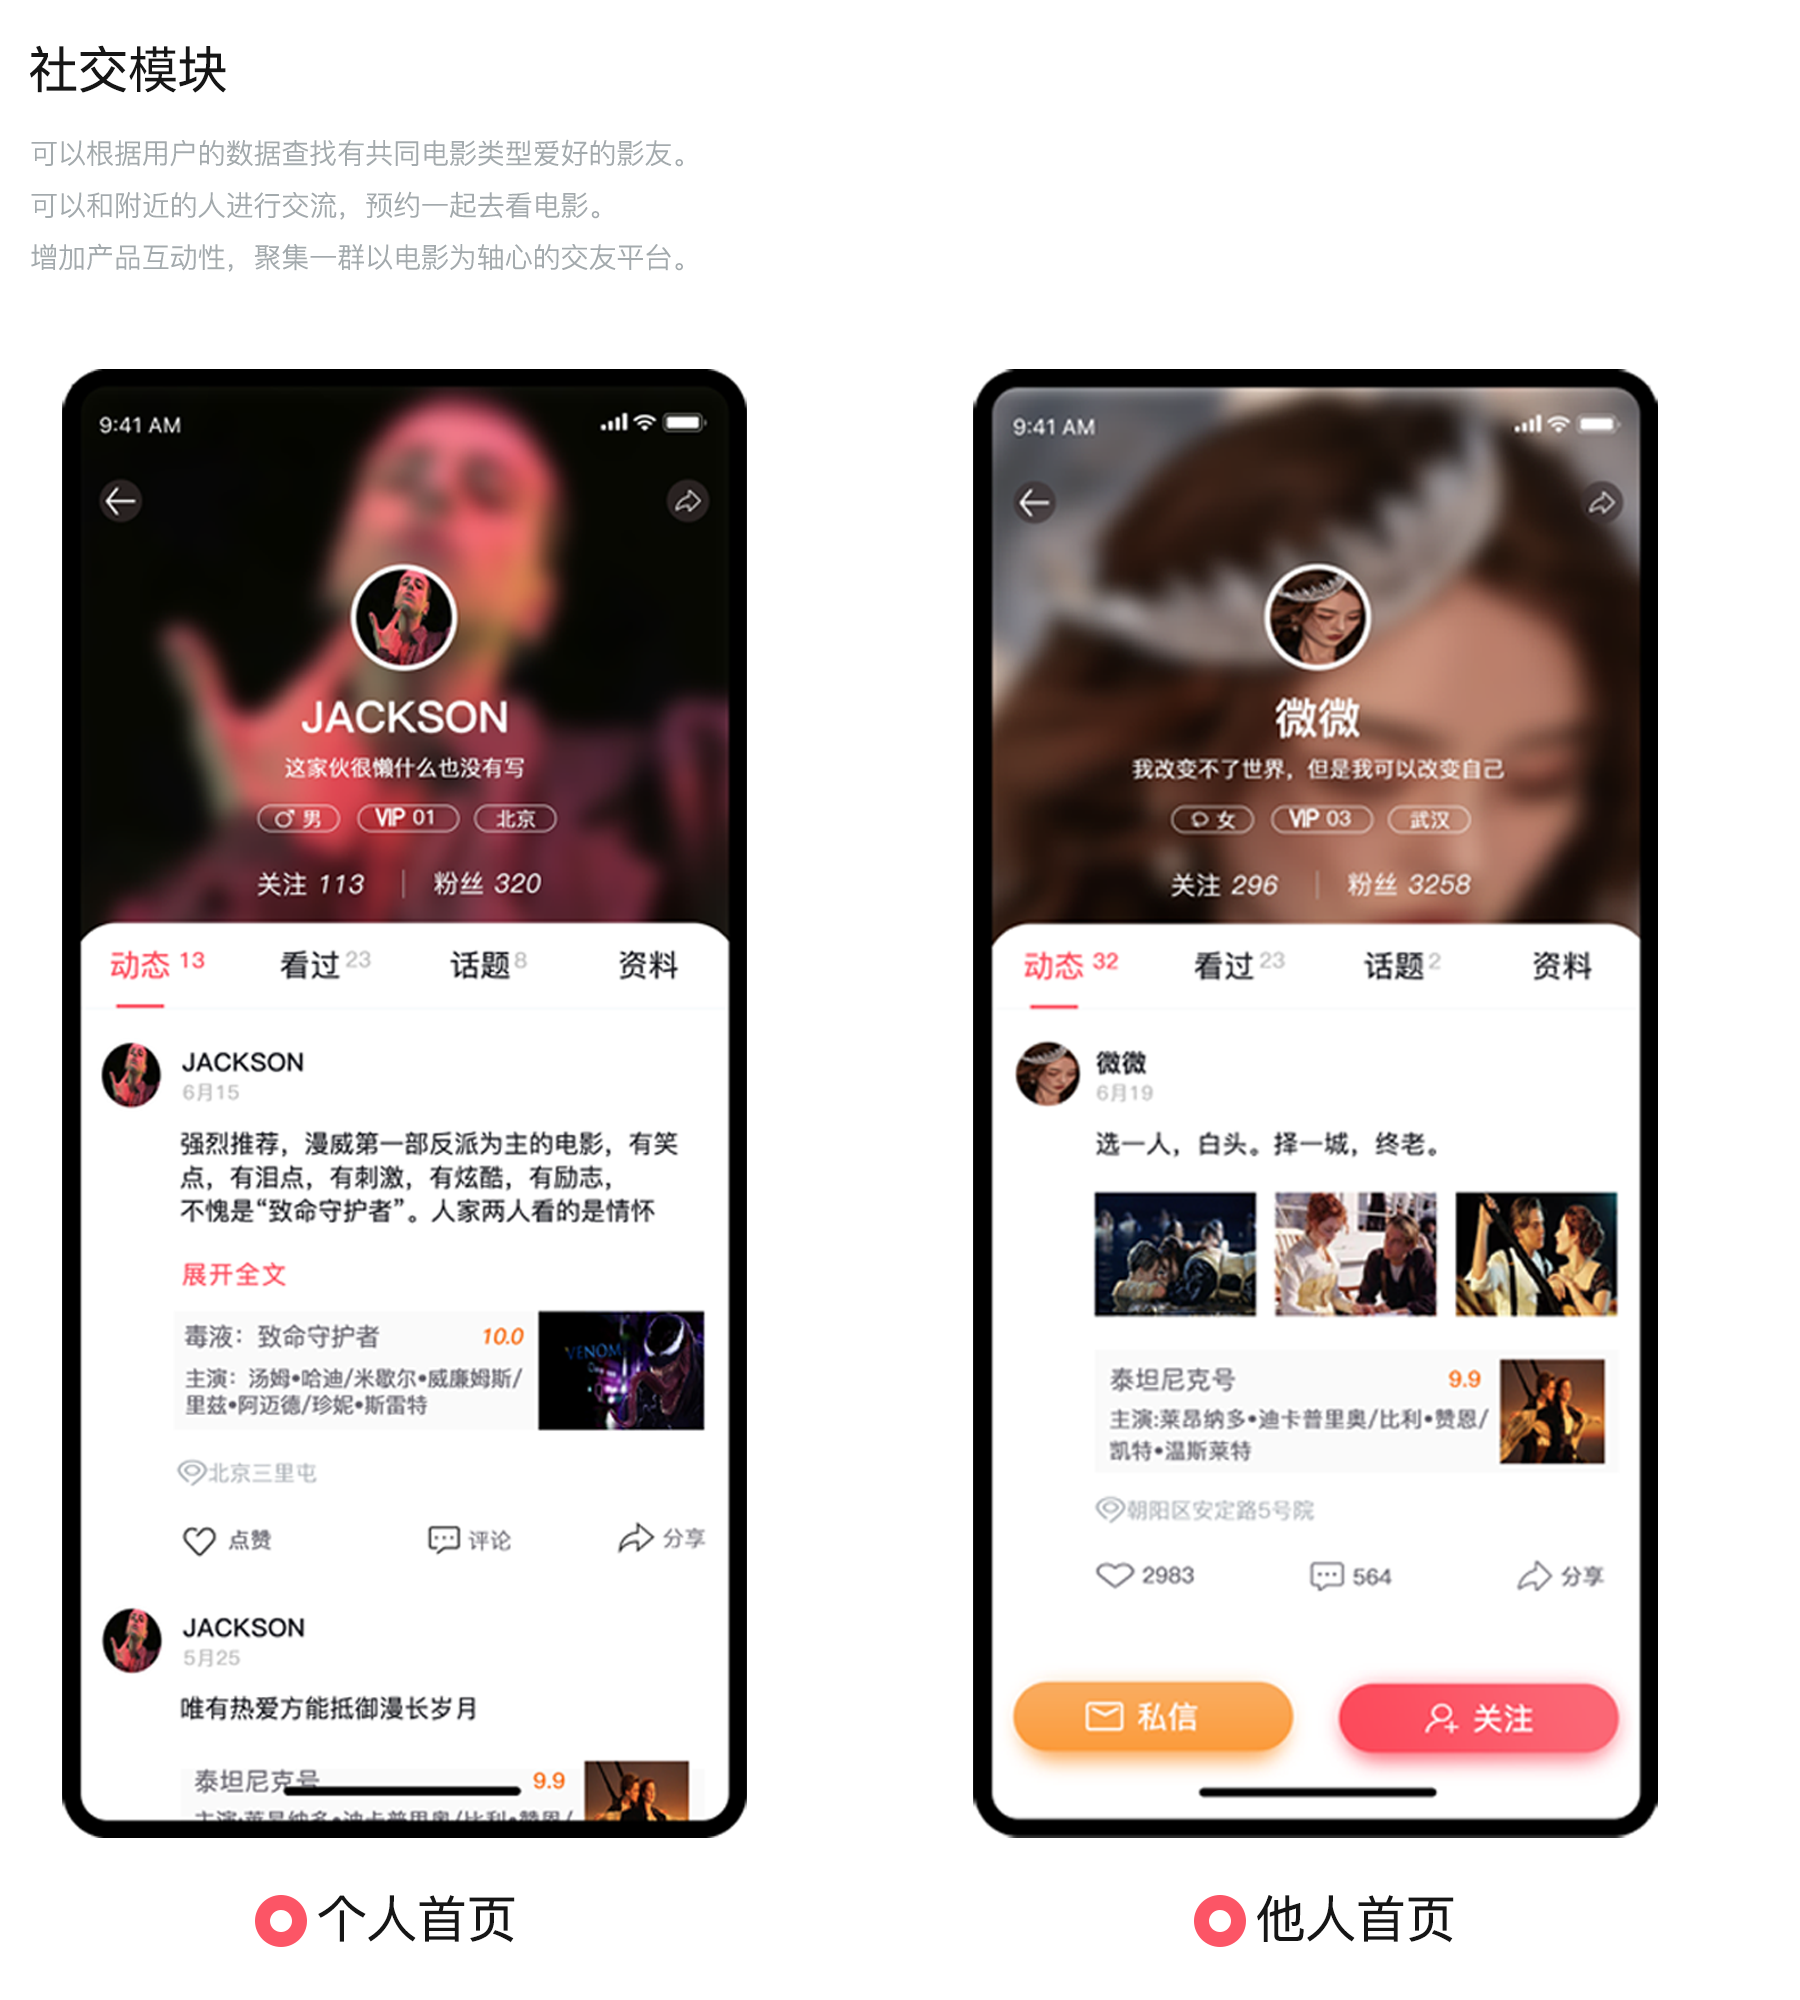 社交模块
可以根据用户的数据查找有共同电影类型爱好的影友。
可以和附近的人进行交流，预约一起去看电影。
增加产品互动性，聚集一群以电影为轴心的交友平台。
9:41 AM
JACKSON
这家伙很懒什么也没有写
男 VIP 01 北京
关注 113 粉丝 320
动态 13 看过 23 话题 8 资料
JACKSON
6月15
强烈推荐，漫威第一部反派为主的电影，有笑
点，有泪点，有刺激，有炫酷，有励志，
不愧是“致命守护者”。人家两人看的是情怀
展开全文
毒液：致命守护者 10.0
VENOM
主演：汤姆•哈迪/米歇尔•威廉姆斯/
里兹•阿迈德/珍妮•斯雷特
北京三里屯
点赞 评论 分享
JACKSON
5月25
唯有热爱方能抵御漫长岁月
泰坦尼克号 9.9
主演:莱昂纳多•迪卡普里奥/比利•赞恩/
个人首页
9:41 AM
微微
我改变不了世界，但是我可以改变自己
女 VIP 03 武汉
关注 296 粉丝 3258
动态 32 看过 23 话题 2 资料
微微
6月19
选一人，白头。择一城，终老。
泰坦尼克号 9.9
主演:莱昂纳多•迪卡普里奥/比利•赞恩/
凯特•温斯莱特
朝阳区安定路5号院
2983 564 分享
私信 关注
他人首页